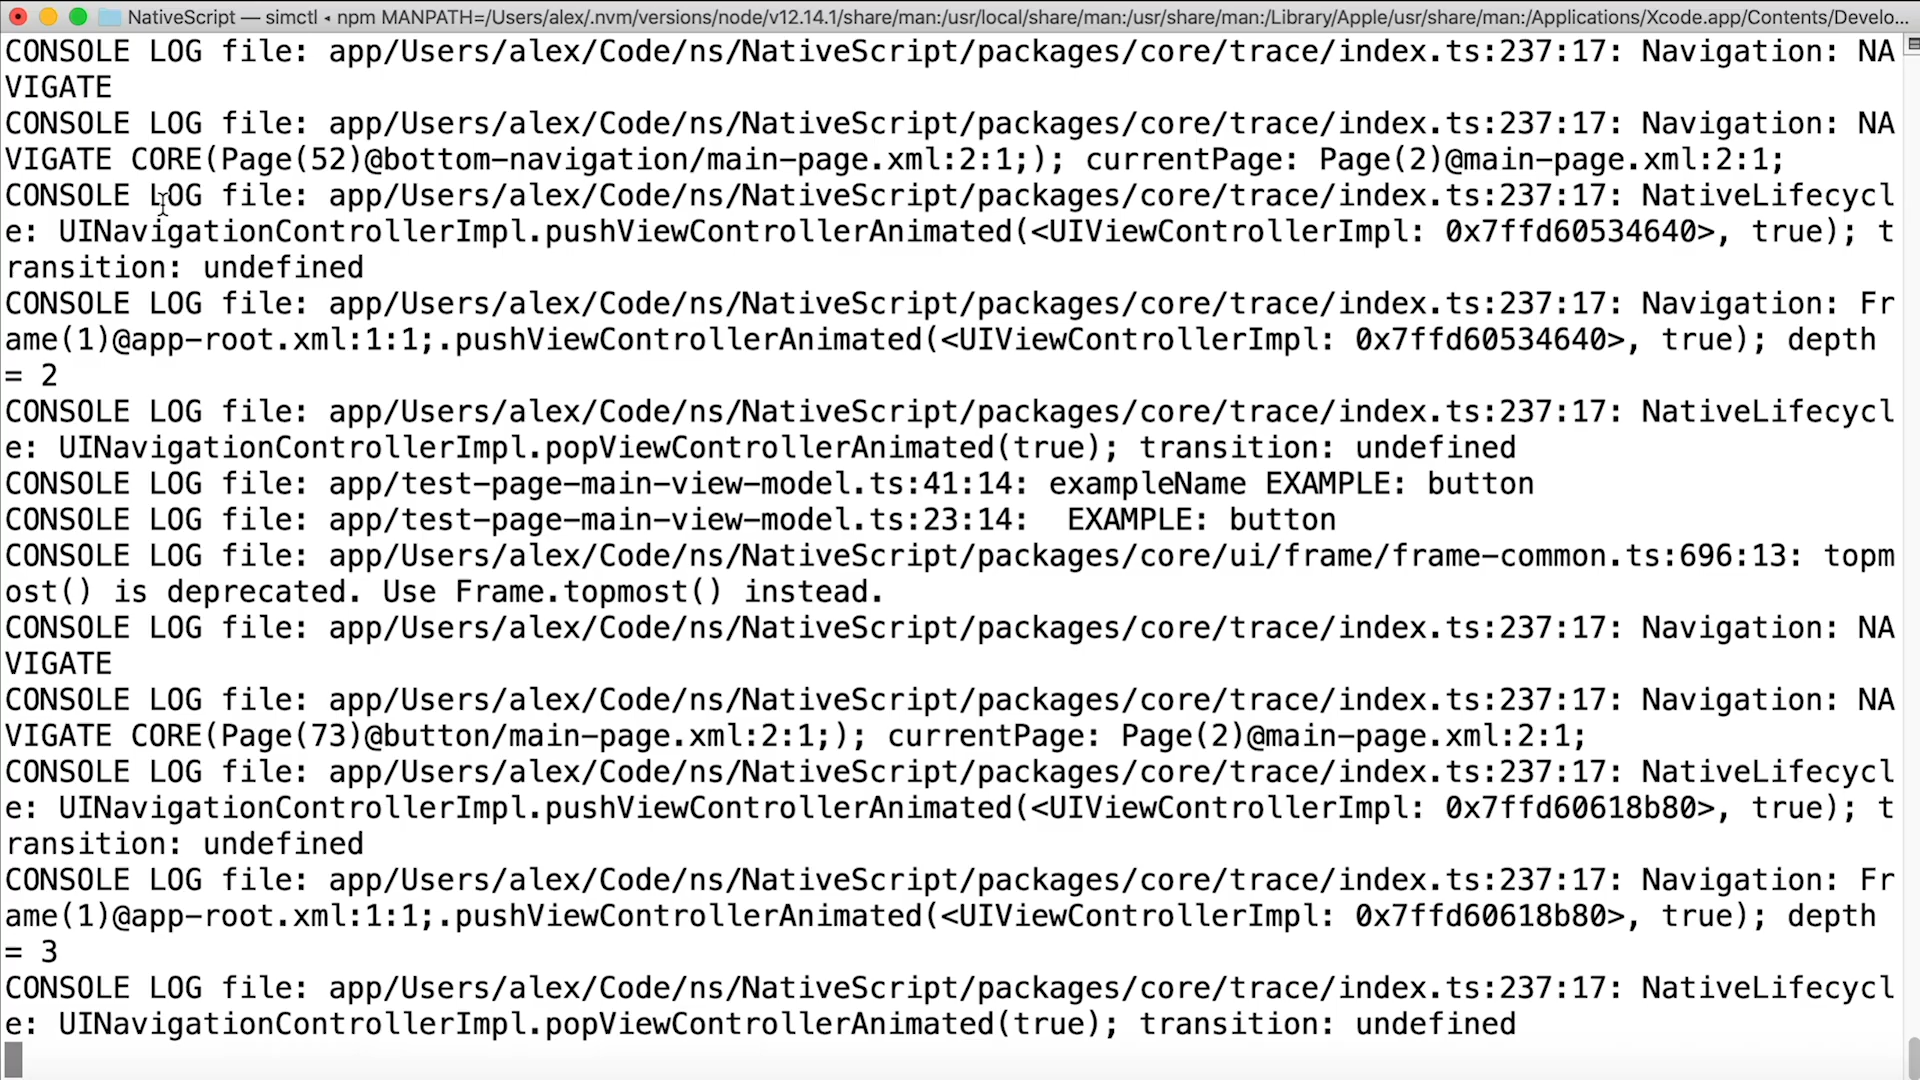 NativeScript — simctl ◂ npm MANPATH=/Users/alex/.nvm/versions/node/v12.14.1/share/man:/usr/local/share/man:/usr/share/man:/Library/Apple/usr/share/man:/Applications/Xcode.app/Contents/Develo...
CONSOLE LOG file: app/Users/alex/Code/ns/NativeScript/packages/core/trace/index.ts:237:17: Navigation: NA
VIGATE
CONSOLE LOG file: app/Users/alex/Code/ns/NativeScript/packages/core/trace/index.ts:237:17: Navigation: NA
VIGATE CORE(Page(52)@bottom-navigation/main-page.xml:2:1;); currentPage: Page(2)@main-page.xml:2:1;
CONSOLE LOG file: app/Users/alex/Code/ns/NativeScript/packages/core/trace/index.ts:237:17: NativeLifecycl
e: UINavigationControllerImpl.pushViewControllerAnimated(<UIViewControllerImpl: 0x7ffd60534640>, true); t
ransition: undefined
CONSOLE LOG file: app/Users/alex/Code/ns/NativeScript/packages/core/trace/index.ts:237:17: Navigation: Fr
ame(1)@app-root.xml:1:1;.pushViewControllerAnimated(<UIViewControllerImpl: 0x7ffd60534640>, true); depth
= 2
CONSOLE LOG file: app/Users/alex/Code/ns/NativeScript/packages/core/trace/index.ts:237:17: NativeLifecycl
e: UINavigationControllerImpl.popViewControllerAnimated(true); transition: undefined
CONSOLE LOG file: app/test-page-main-view-model.ts:41:14: exampleName EXAMPLE: button
CONSOLE LOG file: app/test-page-main-view-model.ts:23:14:  EXAMPLE: button
CONSOLE LOG file: app/Users/alex/Code/ns/NativeScript/packages/core/ui/frame/frame-common.ts:696:13: topm
ost() is deprecated. Use Frame.topmost() instead.
CONSOLE LOG file: app/Users/alex/Code/ns/NativeScript/packages/core/trace/index.ts:237:17: Navigation: NA
VIGATE
CONSOLE LOG file: app/Users/alex/Code/ns/NativeScript/packages/core/trace/index.ts:237:17: Navigation: NA
VIGATE CORE(Page(73)@button/main-page.xml:2:1;); currentPage: Page(2)@main-page.xml:2:1;
CONSOLE LOG file: app/Users/alex/Code/ns/NativeScript/packages/core/trace/index.ts:237:17: NativeLifecycl
e: UINavigationControllerImpl.pushViewControllerAnimated(<UIViewControllerImpl: 0x7ffd60618b80>, true); t
ransition: undefined
CONSOLE LOG file: app/Users/alex/Code/ns/NativeScript/packages/core/trace/index.ts:237:17: Navigation: Fr
ame(1)@app-root.xml:1:1;.pushViewControllerAnimated(<UIViewControllerImpl: 0x7ffd60618b80>, true); depth
= 3
CONSOLE LOG file: app/Users/alex/Code/ns/NativeScript/packages/core/trace/index.ts:237:17: NativeLifecycl
e: UINavigationControllerImpl.popViewControllerAnimated(true); transition: undefined